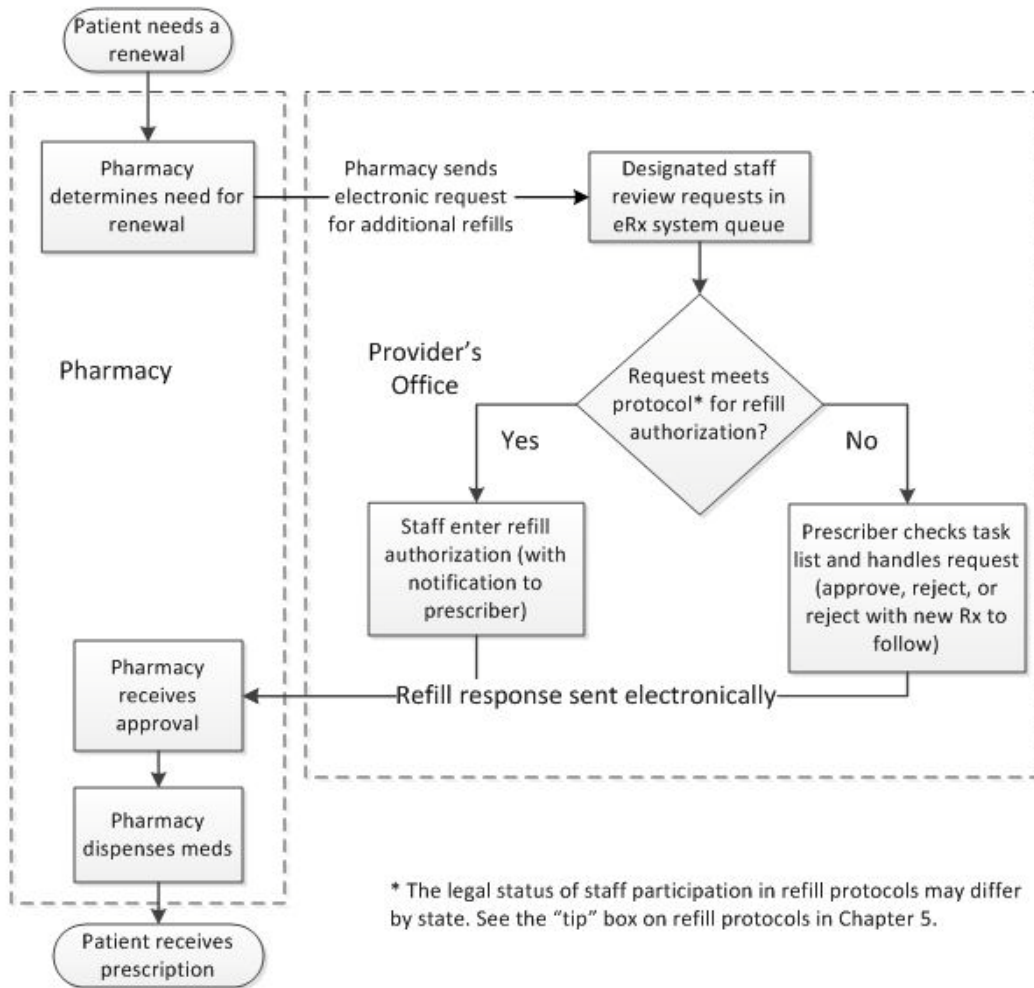 Patient needs a
renewal
Pharmacy
determines need for
renewal
Pharmacy sends
electronic request
for additional refills
Designated staff
review requests in
eRx system queue
Pharmacy
Provider's
Office
Request meets
protocol* for refill
authorization?
Yes
No
Staff enter refill
authorization (with
notification to
prescriber)
Prescriber checks task
list and handles request
(approve, reject, or
reject with new Rx to
follow)
Refill response sent electronically
Pharmacy
receives
approval
Pharmacy
dispenses meds
Patient receives
prescription
* The legal status of staff participation in refill protocols may differ
by state. See the “tip” box on refill protocols in Chapter 5.